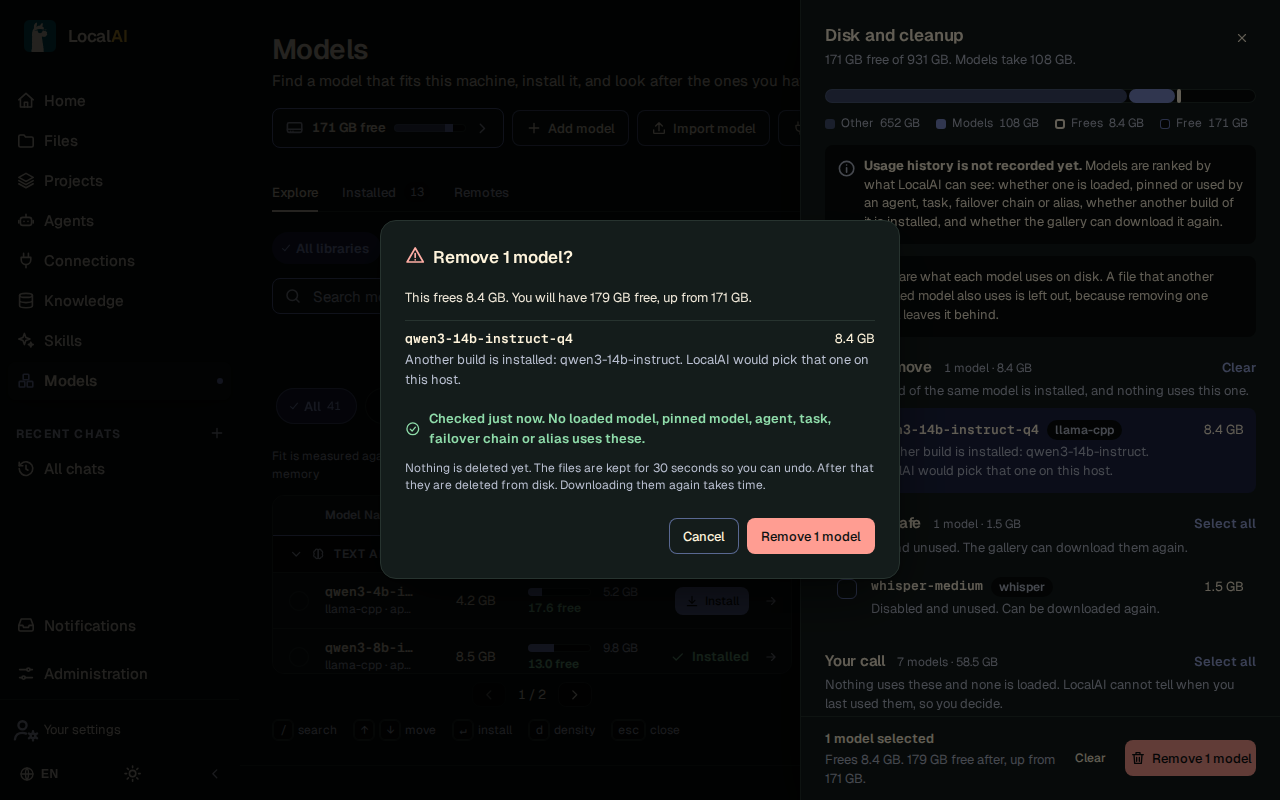 LocalAI
Home
Files
Projects
Agents
Connections
Knowledge
Skills
Models
RECENT CHATS
All chats
Notifications
Administration
Your settings
EN
Models
Find a model that fits this machine, install it, and look after the ones you ha
171 GB free
Add model
Import model
Explore
Installed 13
Remotes
All libraries
Search mo
All 41
Fit is measured aga
memory
Model Na
TEXT A
qwen3-4b-i…
llama-cpp · ap…
4.2 GB
5.2 GB
17.6 free
Install
qwen3-8b-i…
llama-cpp · ap…
8.5 GB
9.8 GB
13.0 free
Installed
1 / 2
/ search
↑ ↓ move
↵ install
d density
esc close
Remove 1 model?
This frees 8.4 GB. You will have 179 GB free, up from 171 GB.
qwen3-14b-instruct-q4
8.4 GB
Another build is installed: qwen3-14b-instruct. LocalAI would pick that one on
this host.
Checked just now. No loaded model, pinned model, agent, task,
failover chain or alias uses these.
Nothing is deleted yet. The files are kept for 30 seconds so you can undo. After that
they are deleted from disk. Downloading them again takes time.
Cancel
Remove 1 model
Disk and cleanup
171 GB free of 931 GB. Models take 108 GB.
Other 652 GB
Models 108 GB
Frees 8.4 GB
Free 171 GB
Usage history is not recorded yet. Models are ranked by
what LocalAI can see: whether one is loaded, pinned or used by
an agent, task, failover chain or alias, whether another build of
it is installed, and whether the gallery can download it again.
are what each model uses on disk. A file that another
ed model also uses is left out, because removing one
leaves it behind.
nove
1 model · 8.4 GB
Clear
d of the same model is installed, and nothing uses this one.
3-14b-instruct-q4
llama-cpp
8.4 GB
her build is installed: qwen3-14b-instruct.
AI would pick that one on this host.
afe
1 model · 1.5 GB
Select all
d unused. The gallery can download them again.
whisper-medium
whisper
1.5 GB
Disabled and unused. Can be downloaded again.
Your call
7 models · 58.5 GB
Select all
Nothing uses these and none is loaded. LocalAI cannot tell when you
last used them, so you decide.
1 model selected
Frees 8.4 GB. 179 GB free after, up from
171 GB.
Clear
Remove 1 model